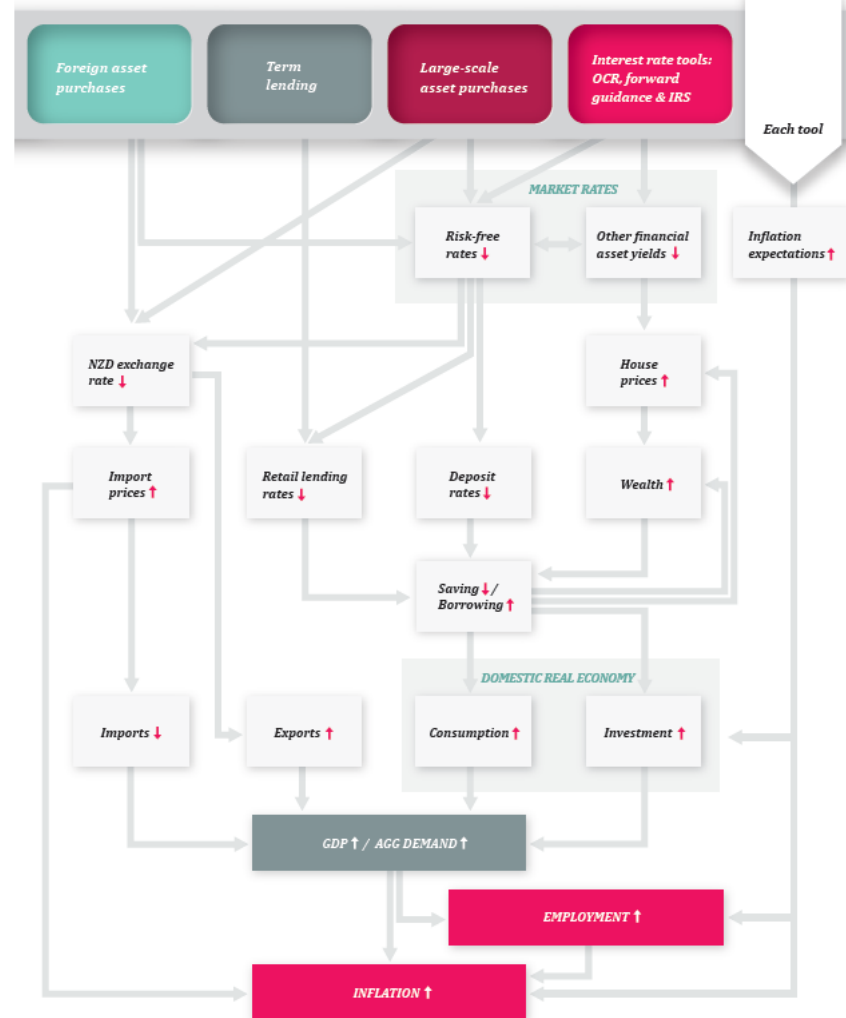 Foreign asset
purchases
Term
lending
Large-scale
asset purchases
Interest rate tools:
OCR, forward
guidance & IRS
Each tool
MARKET RATES
Risk-free
rates ↓
Other financial
asset yields ↓
Inflation
expectations ↑
NZD exchange
rate ↓
House
prices ↑
Import
prices ↑
Retail lending
rates ↓
Deposit
rates ↓
Wealth ↑
Saving ↓ /
Borrowing ↑
DOMESTIC REAL ECONOMY
Imports ↓
Exports ↑
Consumption ↑
Investment ↑
GDP ↑ / AGG DEMAND ↑
EMPLOYMENT ↑
INFLATION ↑